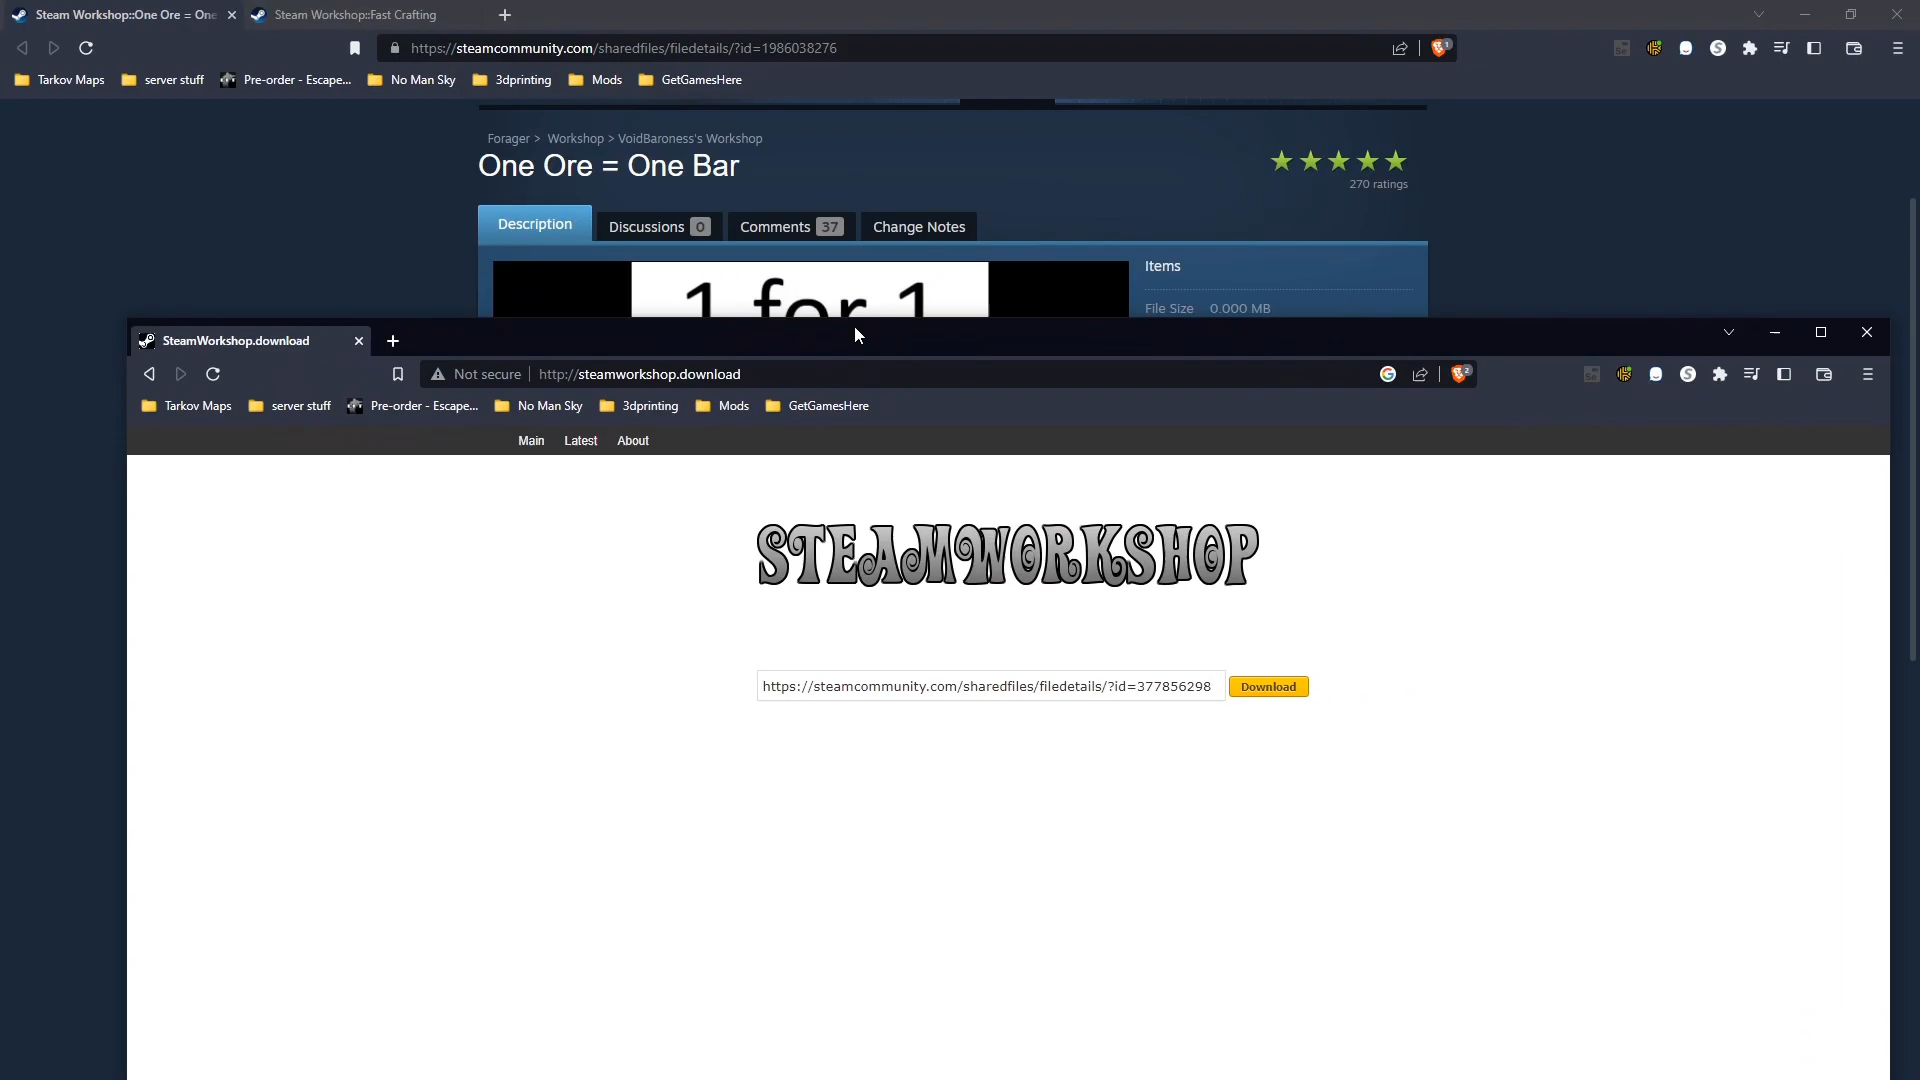 Steam Workshop::One Ore = One
Steam Workshop::Fast Crafting
https://steamcommunity.com/sharedfiles/filedetails/?id=1986038276
1
Tarkov Maps
server stuff
Pre-order - Escape...
No Man Sky
3dprinting
Mods
GetGamesHere
Forager > Workshop > VoidBaroness's Workshop
One Ore = One Bar
270 ratings
Description
Discussions 0
Comments 37
Change Notes
1 for 1
Items
File Size 0.000 MB
SteamWorkshop.download
Not secure
http://steamworkshop.download
2
Tarkov Maps
server stuff
Pre-order - Escape...
No Man Sky
3dprinting
Mods
GetGamesHere
Main
Latest
About
STEAMWORKSHOP
https://steamcommunity.com/sharedfiles/filedetails/?id=377856298
Download